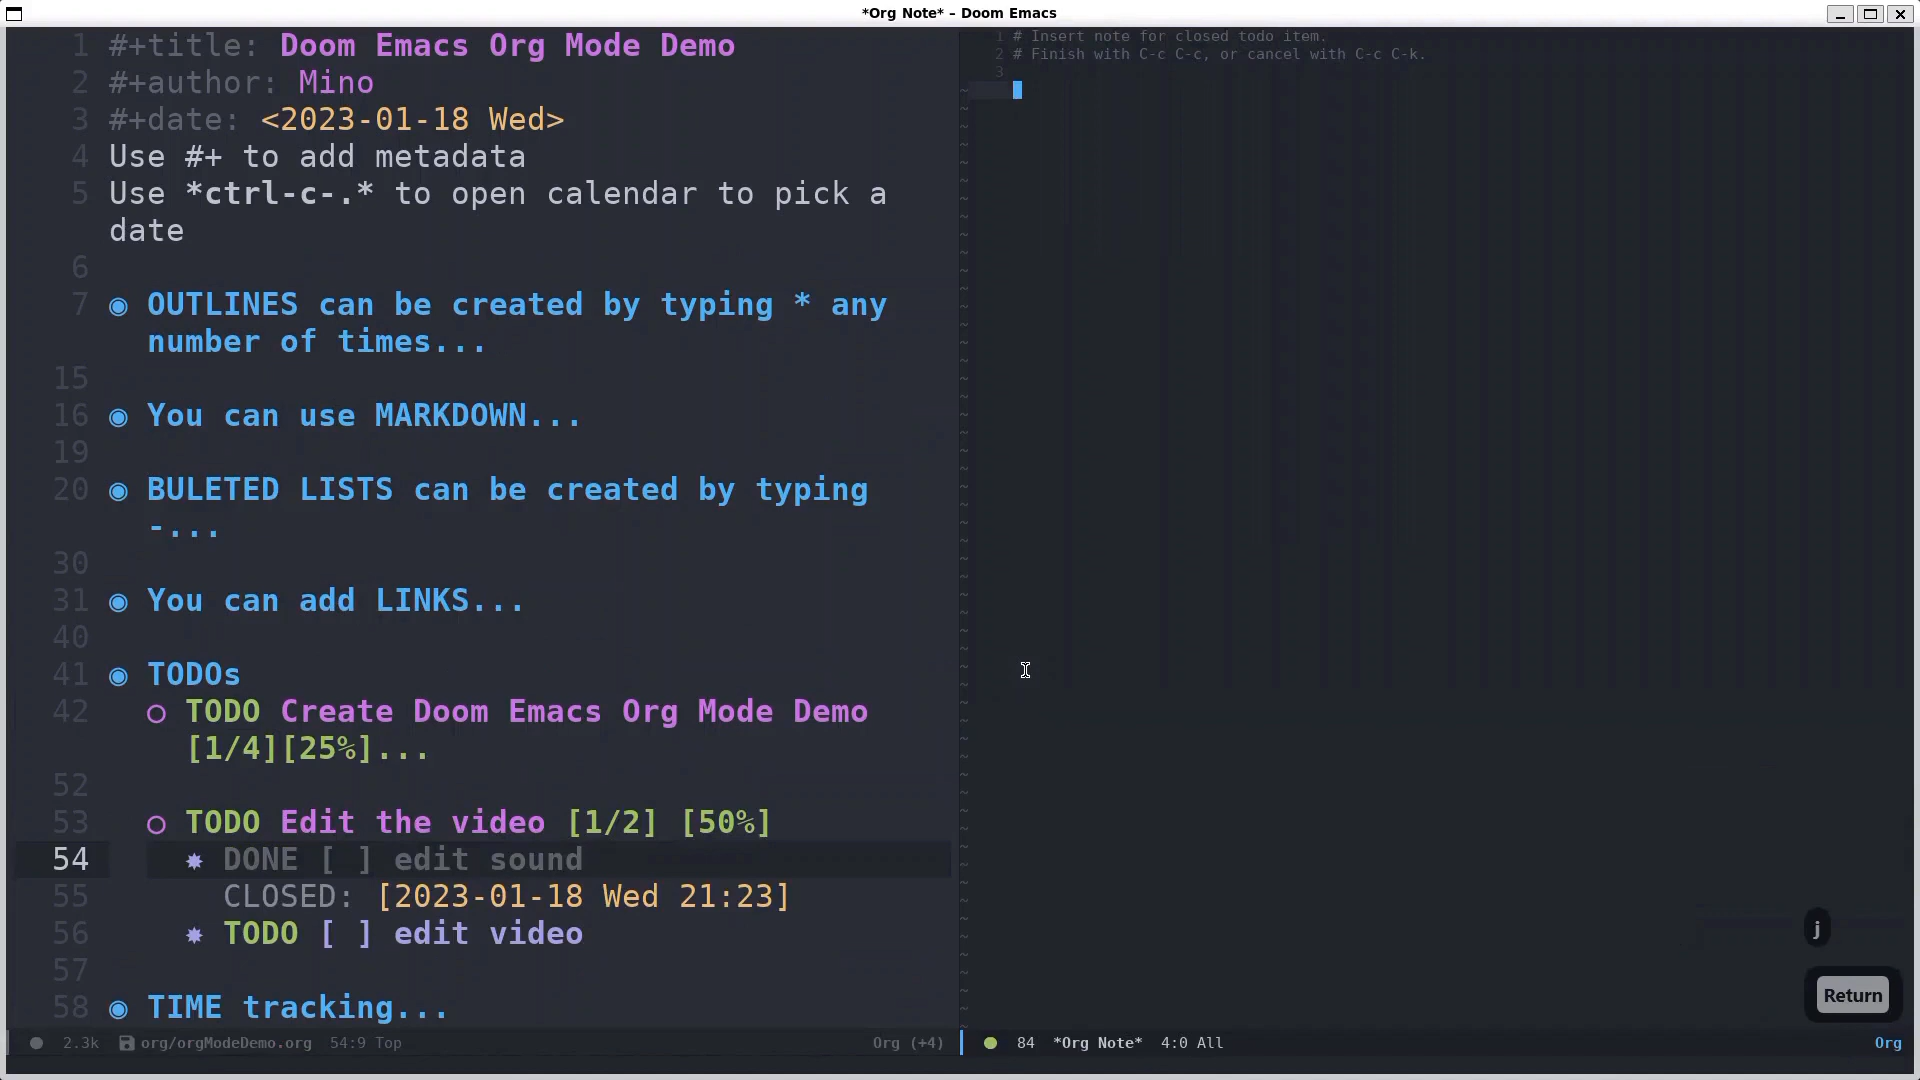 *Org Note* – Doom Emacs
1 #+title: Doom Emacs Org Mode Demo
2 #+author: Mino
3 #+date: <2023-01-18 Wed>
4 Use #+ to add metadata
5 Use *ctrl-c-.* to open calendar to pick a
date
6
7 ◉ OUTLINES can be created by typing * any
number of times...
15
16 ◉ You can use MARKDOWN...
19
20 ◉ BULETED LISTS can be created by typing
-...
30
31 ◉ You can add LINKS...
40
41 ◉ TODOs
42 ○ TODO Create Doom Emacs Org Mode Demo
[1/4][25%]...
52
53 ○ TODO Edit the video [1/2] [50%]
54 ✸ DONE [ ] edit sound
55 CLOSED: [2023-01-18 Wed 21:23]
56 ✸ TODO [ ] edit video
57
58 ◉ TIME tracking...
2.3k org/orgModeDemo.org 54:9 Top Org (+4)
1 # Insert note for closed todo item.
2 # Finish with C-c C-c, or cancel with C-c C-k.
3
j
Return
84 *Org Note* 4:0 All Org